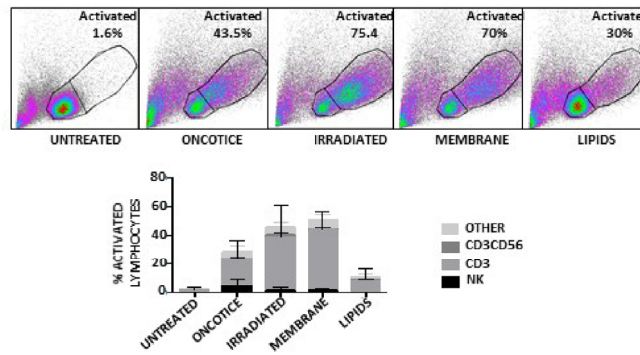 Activated 1.6%
Activated 43.5%
Activated 75.4
Activated 70%
Activated 30%
UNTREATED
ONCOTICE
IRRADIATED
MEMBRANE
LIPIDS
% ACTIVATED
LYMPHOCYTES
80
60
40
20
0
UNTREATED
ONCOTICE
IRRADIATED
MEMBRANE
LIPIDS
OTHER
CD3CD56
CD3
NK